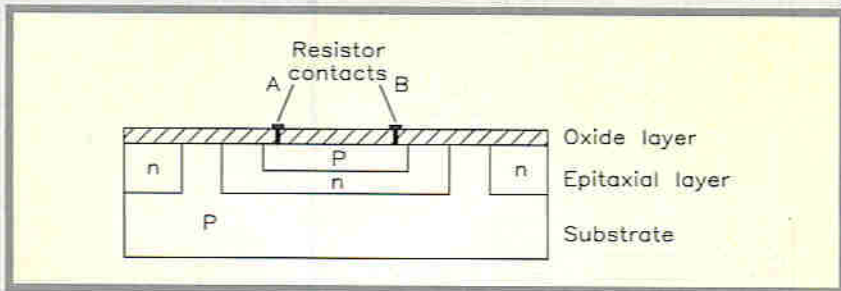 Resistor
contacts
A
B
Oxide layer
P
n
n
n
Epitaxial layer
P
Substrate